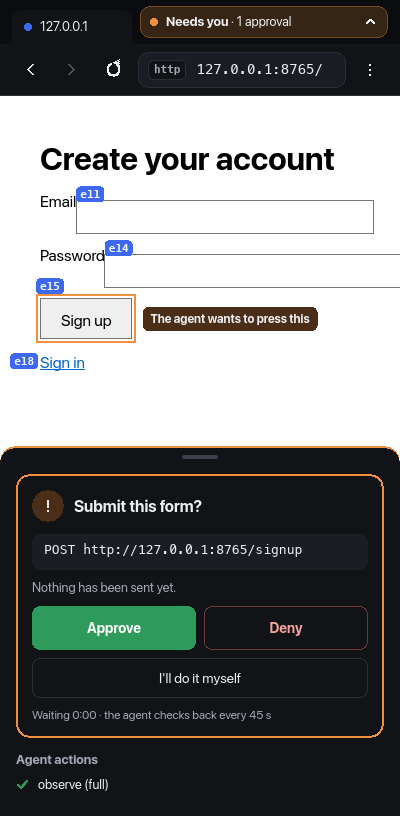 127.0.0.1
Needs you · 1 approval
http 127.0.0.1:8765/
Create your account
Email
e11
Password
e14
e15
Sign up
The agent wants to press this
e18
Sign in
! Submit this form?
POST http://127.0.0.1:8765/signup
Nothing has been sent yet.
Approve
Deny
I'll do it myself
Waiting 0:00 · the agent checks back every 45 s
Agent actions
observe (full)